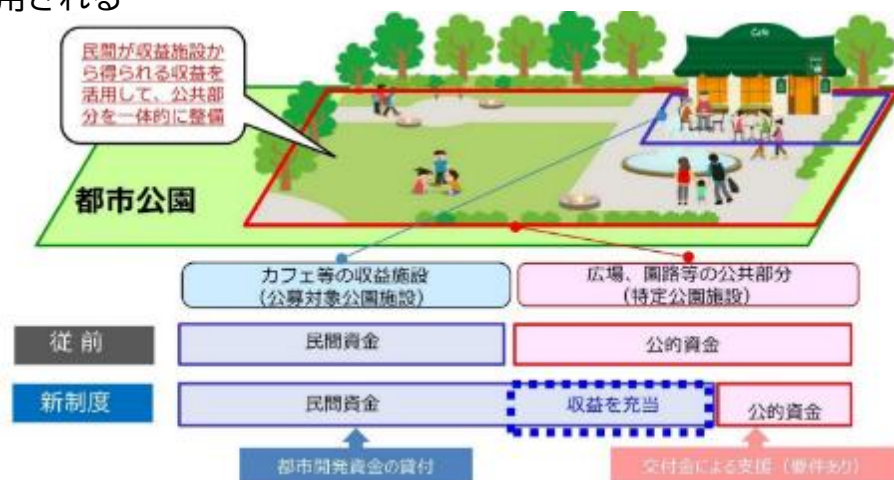 用される
民間が収益施設か
ら得られる収益を
活用して、公共部
分を一体的に整備
Cafe
都市公園
カフェ等の収益施設
(公募対象公園施設)
広場、園路等の公共部分
(特定公園施設)
従前
民間資金
公的資金
新制度
民間資金
収益を充当
公的資金
都市開発資金の貸付
交付金による支援（要件あり）